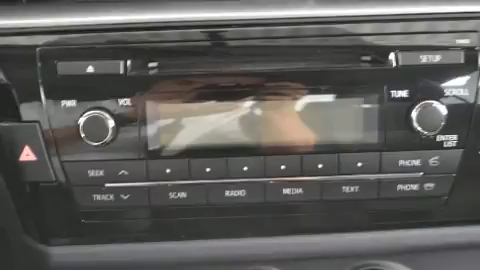 SETUP
PWR VOL
TUNE SCROLL
ENTER
LIST
SEEK PHONE
TRACK SCAN RADIO MEDIA TEXT PHONE